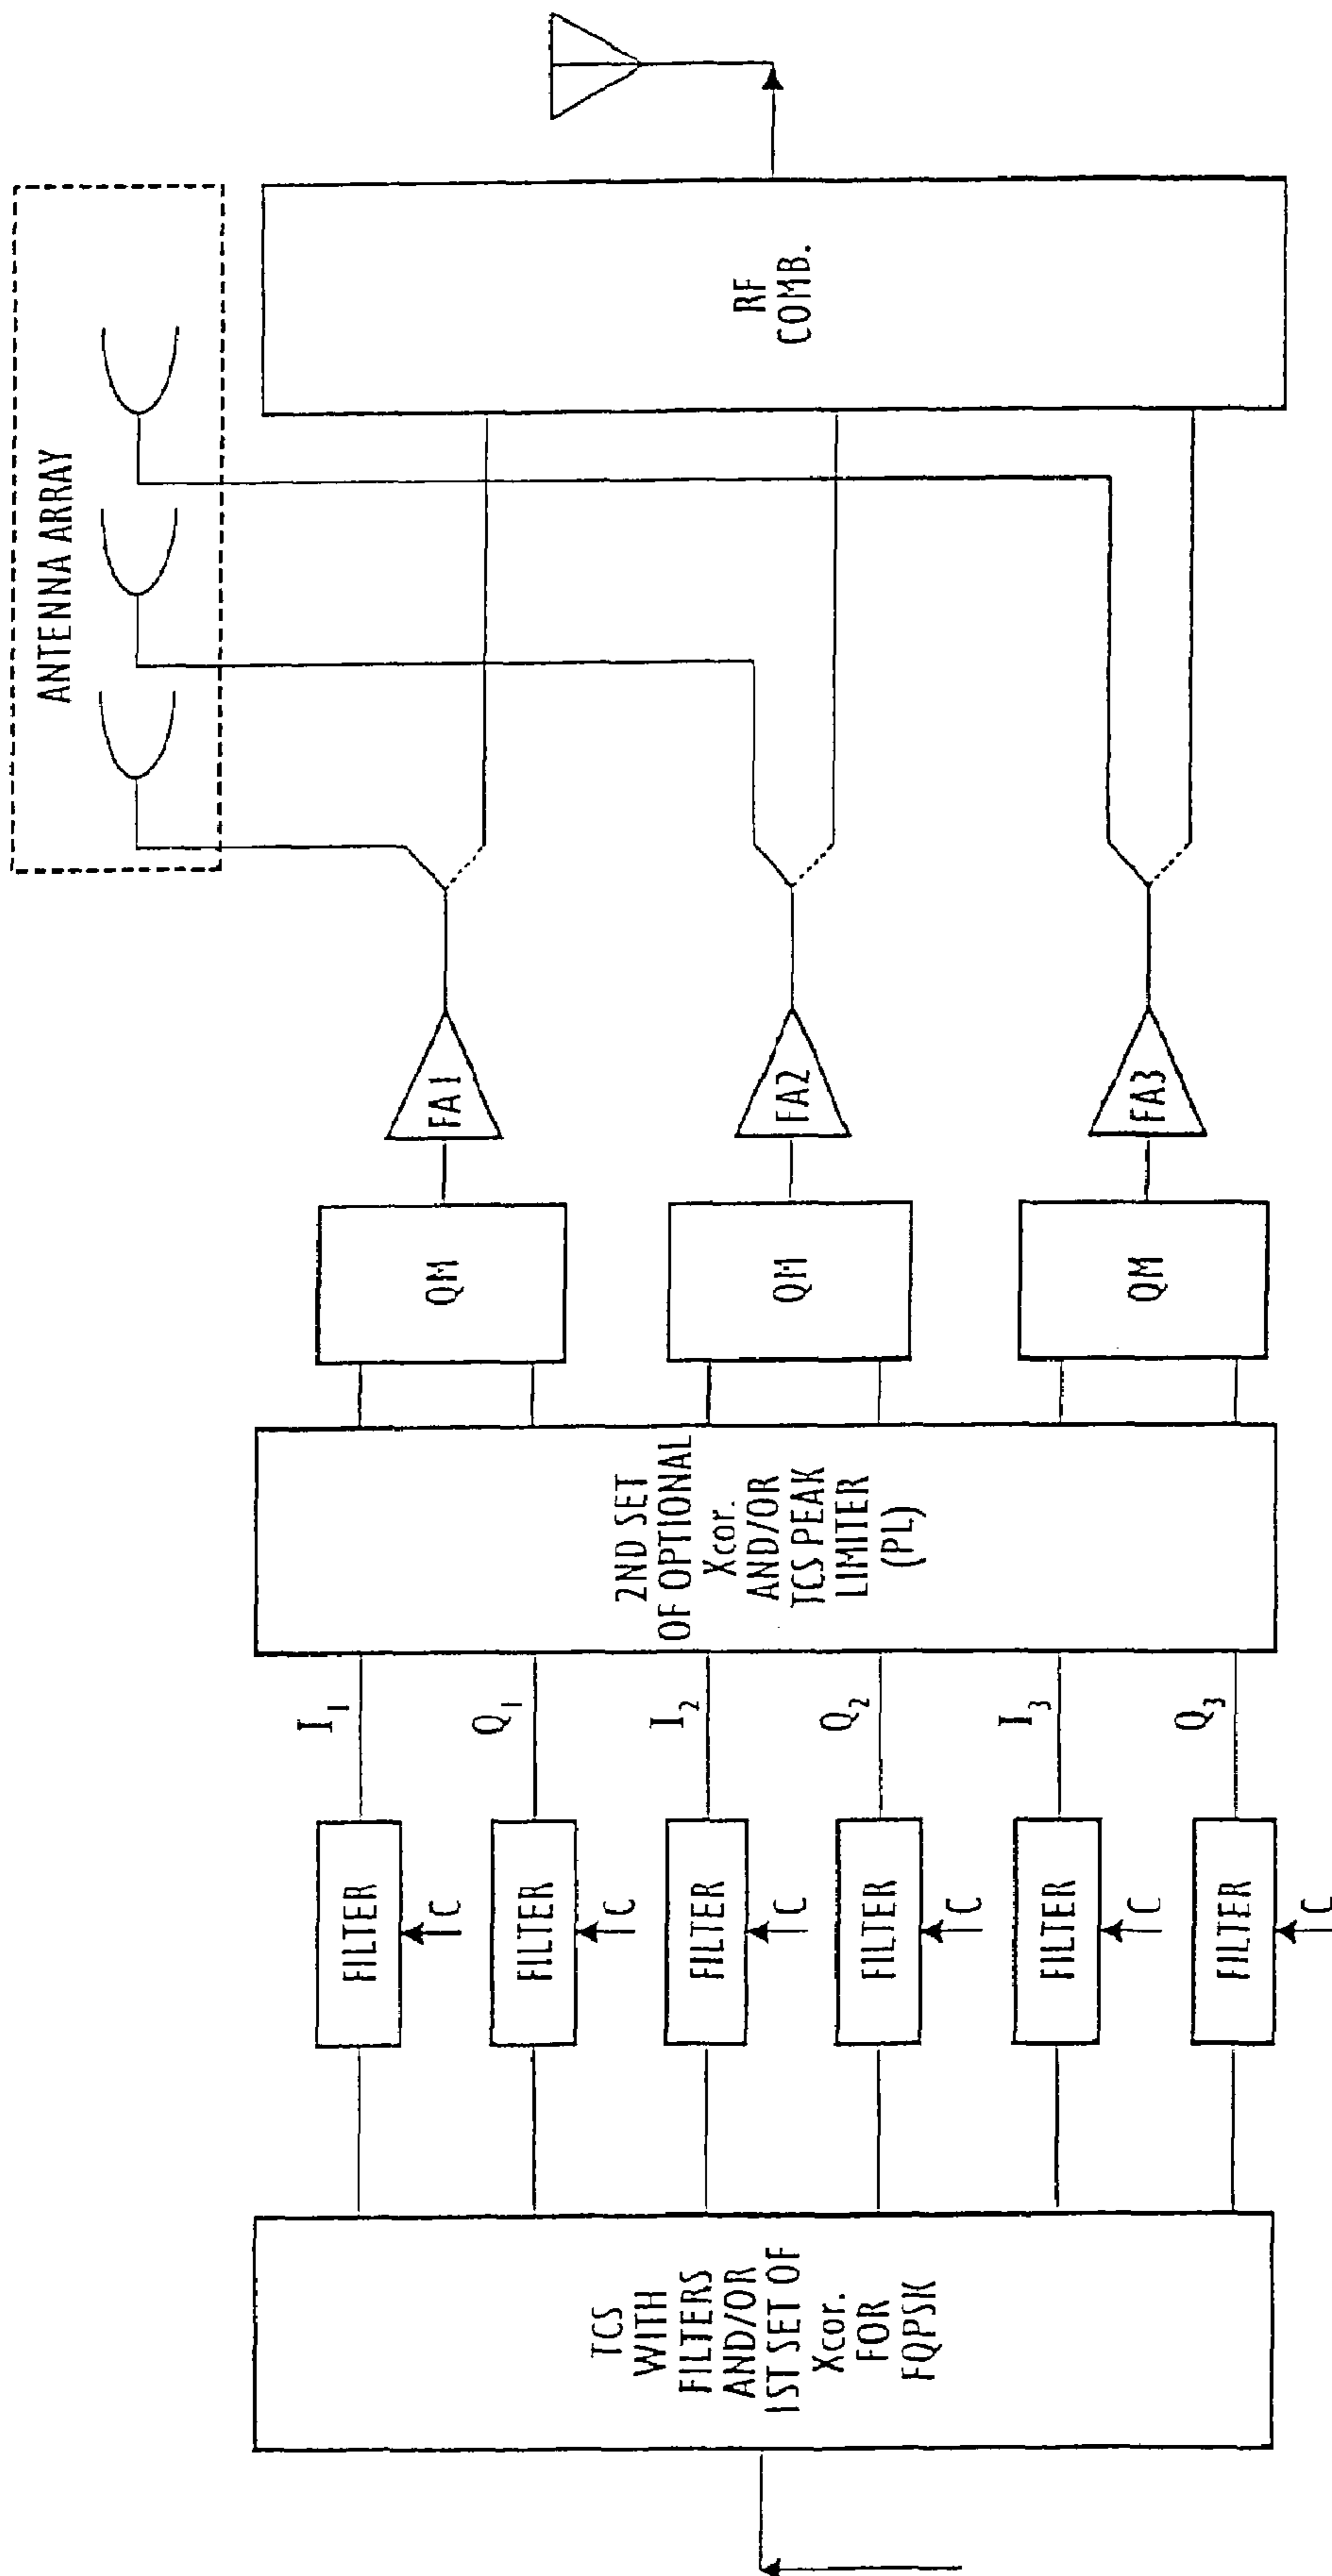 TCS
WITH
FILTERS
AND/OR
1ST SET OF
Xcor.
FOR
FQPSK
FILTER
C
FILTER
C
FILTER
C
FILTER
C
FILTER
C
FILTER
C
I1
Q1
I2
Q2
I3
Q3
2ND SET
OF OPTIONAL
Xcor.
AND/OR
TCS PEAK
LIMITER
(PL)
QM
QM
QM
FA1
FA2
FA3
ANTENNA ARRAY
RF
COMB.